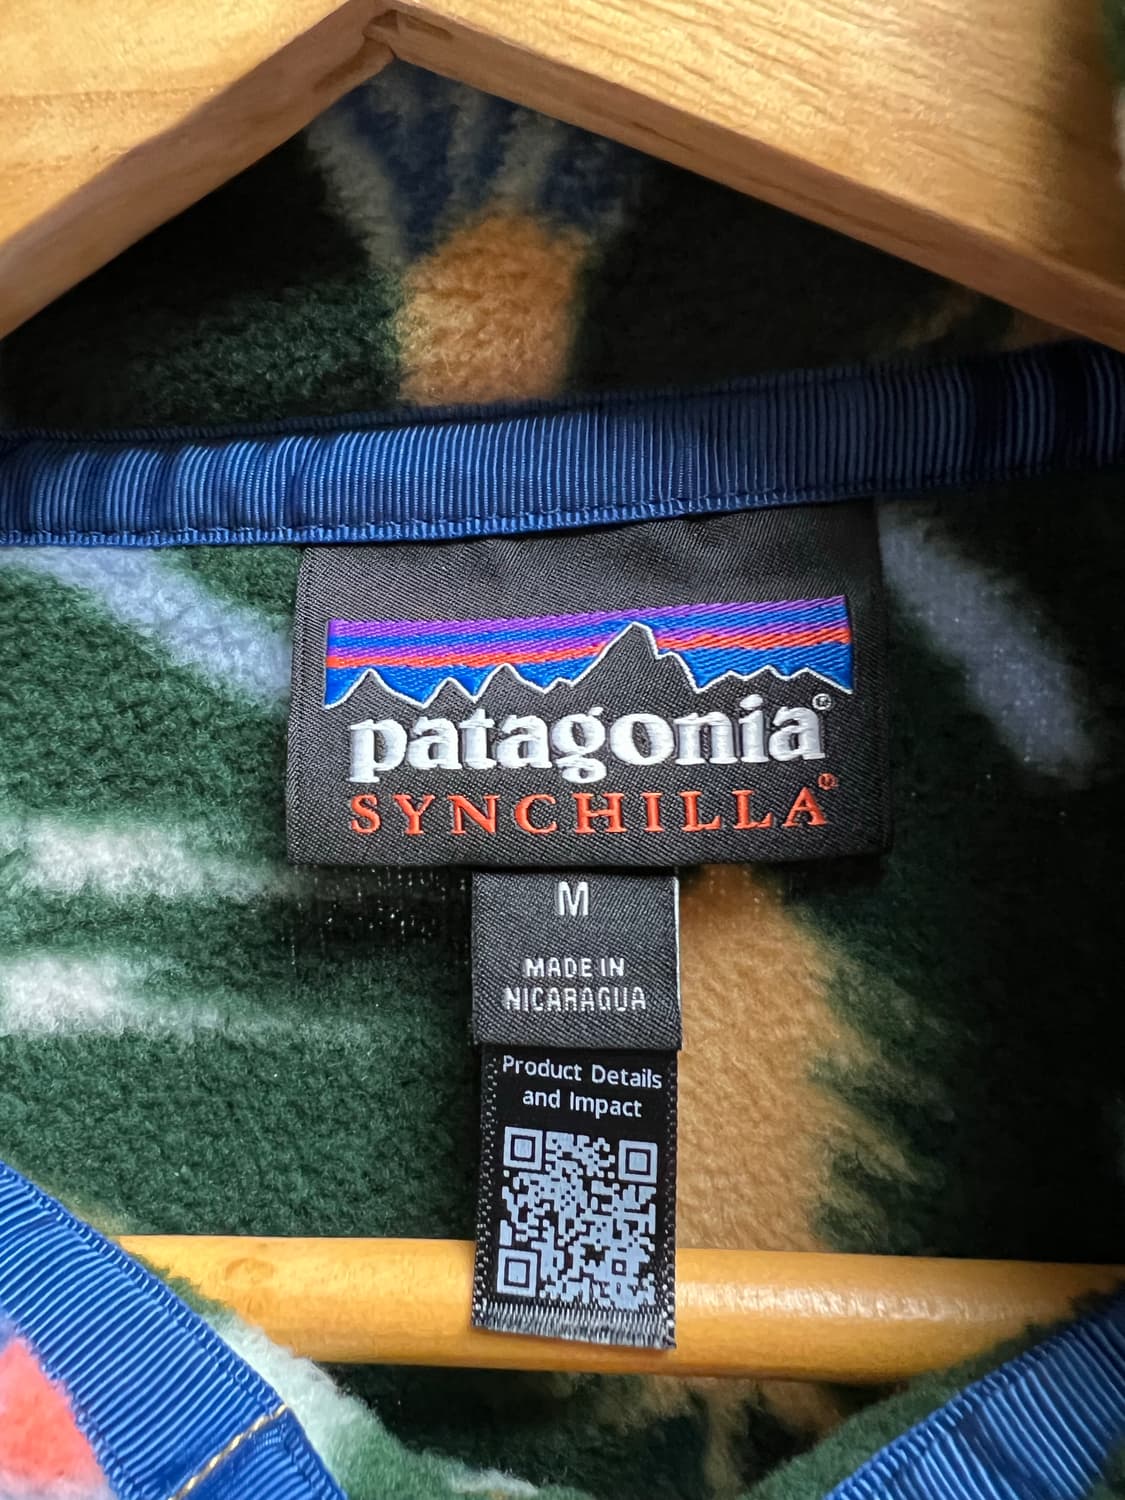 patagonia®
SYNCHILLA®
M
MADE IN
NICARAGUA
Product Details
and Impact